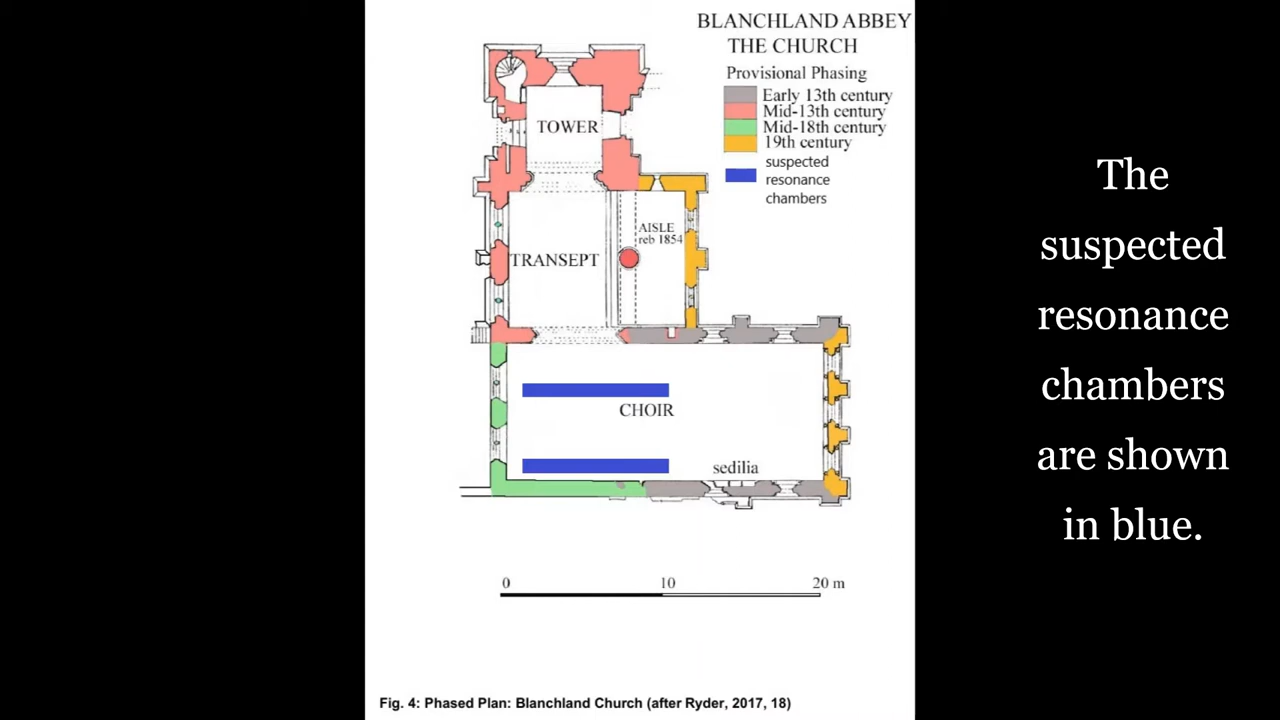 BLANCHLAND ABBEY
THE CHURCH
Provisional Phasing
Early 13th century
Mid-13th century
Mid-18th century
19th century
suspected
resonance
chambers
TOWER
AISLE
reb 1854
TRANSEPT
CHOIR
sedilia
0 10 20 m
Fig. 4: Phased Plan: Blanchland Church (after Ryder, 2017, 18)
The
suspected
resonance
chambers
are shown
in blue.